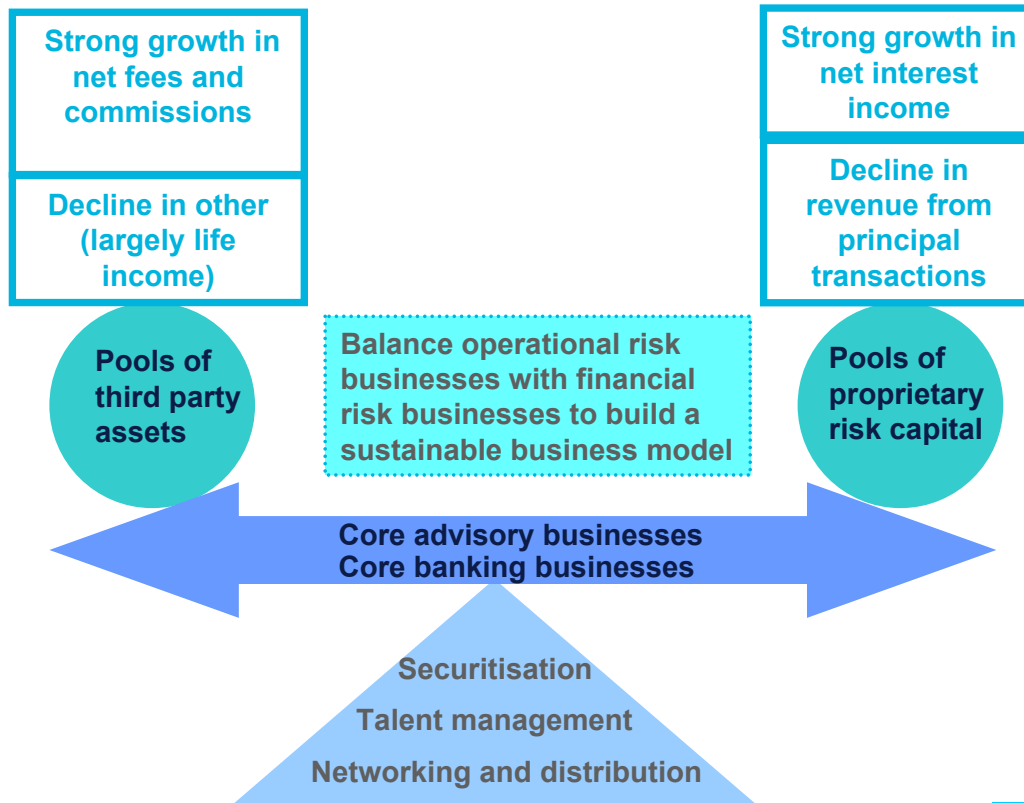 Strong growth in
net fees and
commissions
Decline in other
(largely life
income)
Strong growth in
net interest
income
Decline in
revenue from
principal
transactions
Pools of
third party
assets
Balance operational risk
businesses with financial
risk businesses to build a
sustainable business model
Pools of
proprietary
risk capital
Core advisory businesses
Core banking businesses
Securitisation
Talent management
Networking and distribution